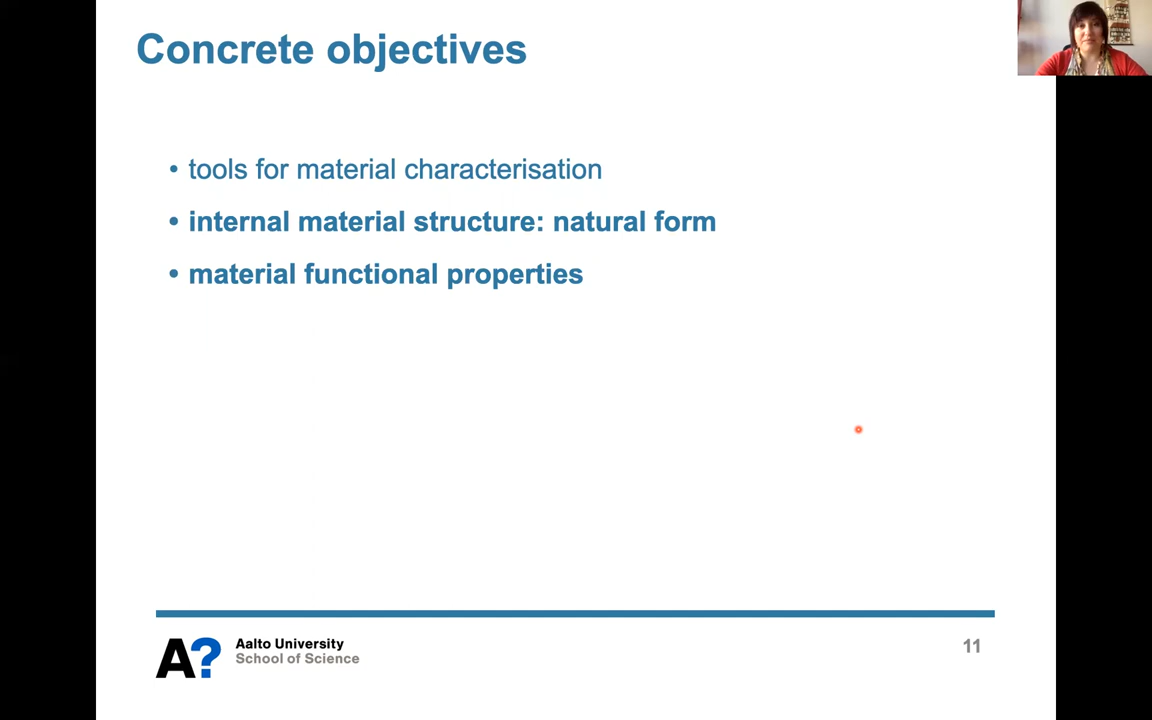 Concrete objectives
• tools for material characterisation
• internal material structure: natural form
• material functional properties
A?
Aalto University
School of Science
11